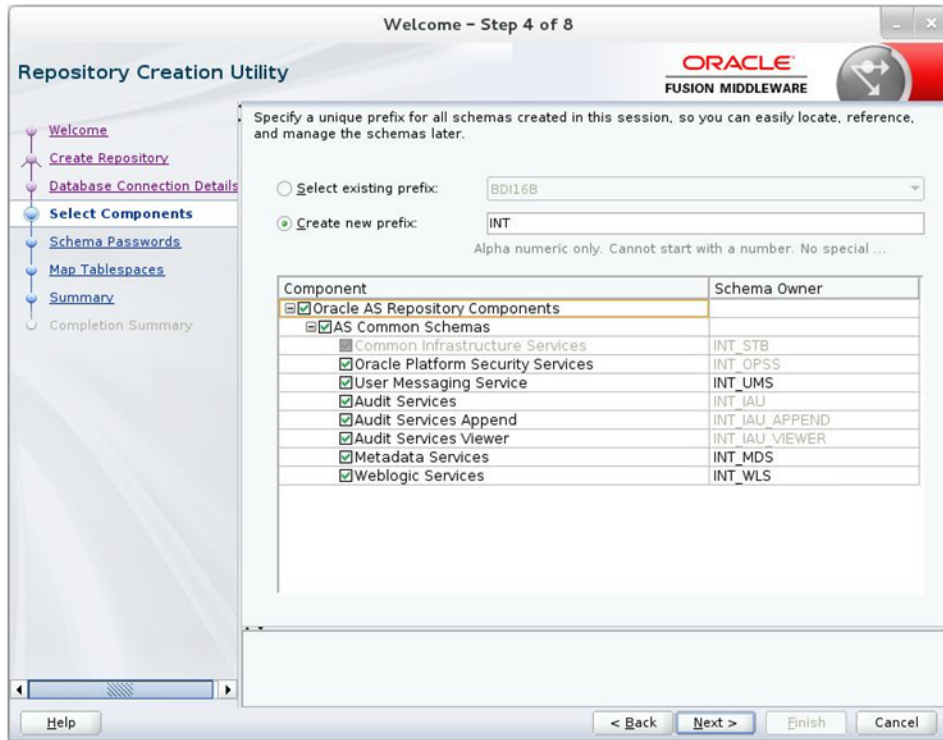 Welcome – Step 4 of 8
Repository Creation Utility
ORACLE
FUSION MIDDLEWARE
Welcome
Create Repository
Database Connection Details
Select Components
Schema Passwords
Map Tablespaces
Summary
Completion Summary
Specify a unique prefix for all schemas created in this session, so you can easily locate, reference,
and manage the schemas later.
Select existing prefix: BDI16B
Create new prefix: INT
Alpha numeric only. Cannot start with a number. No special ...
Component Schema Owner
Oracle AS Repository Components
AS Common Schemas
Common Infrastructure Services INT_STB
Oracle Platform Security Services INT_OPSS
User Messaging Service INT_UMS
Audit Services INT_IAU
Audit Services Append INT_IAU_APPEND
Audit Services Viewer INT_IAU_VIEWER
Metadata Services INT_MDS
Weblogic Services INT_WLS
Help < Back Next > Finish Cancel